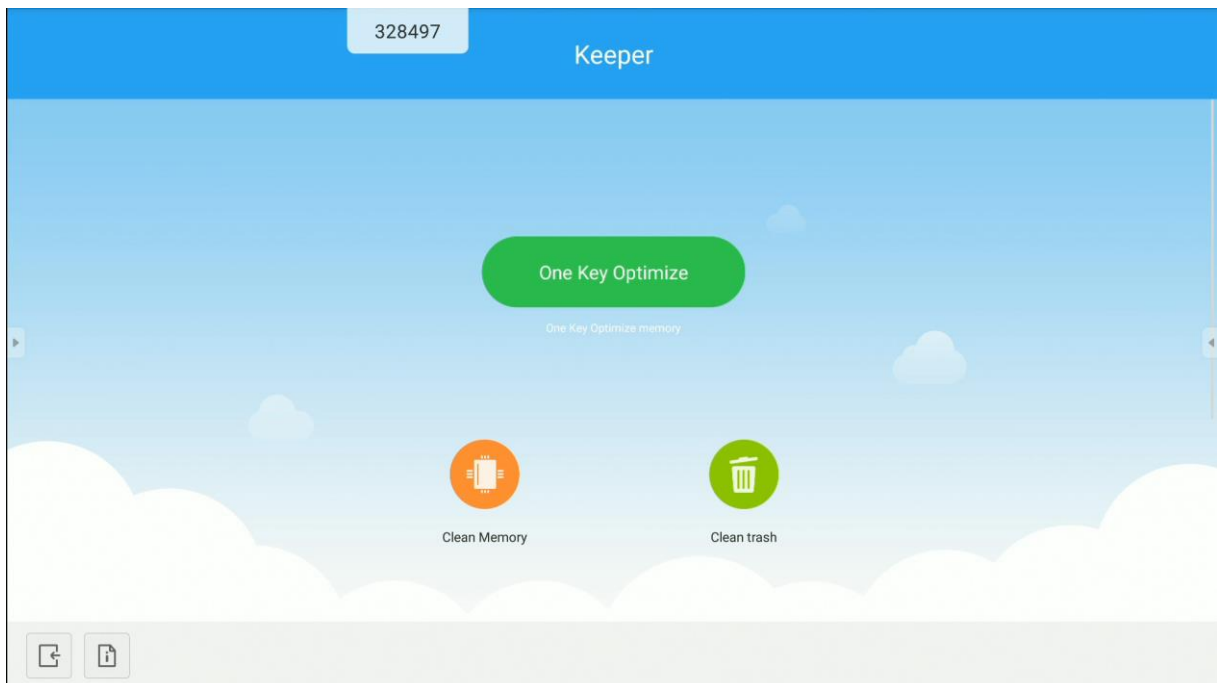 328497
Keeper
One Key Optimize
One Key Optimize memory
Clean Memory
Clean trash